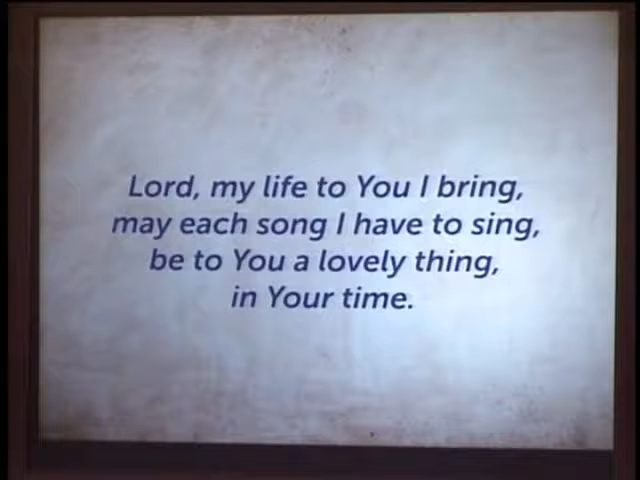 Lord, my life to You I bring,
may each song I have to sing,
be to You a lovely thing,
in Your time.